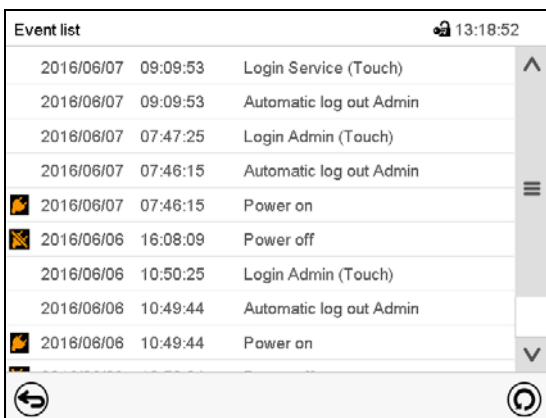 Event list 13:18:52
2016/06/07 09:09:53 Login Service (Touch)
2016/06/07 09:09:53 Automatic log out Admin
2016/06/07 07:47:25 Login Admin (Touch)
2016/06/07 07:46:15 Automatic log out Admin
2016/06/07 07:46:15 Power on
2016/06/06 16:08:09 Power off
2016/06/06 10:50:25 Login Admin (Touch)
2016/06/06 10:49:44 Automatic log out Admin
2016/06/06 10:49:44 Power on